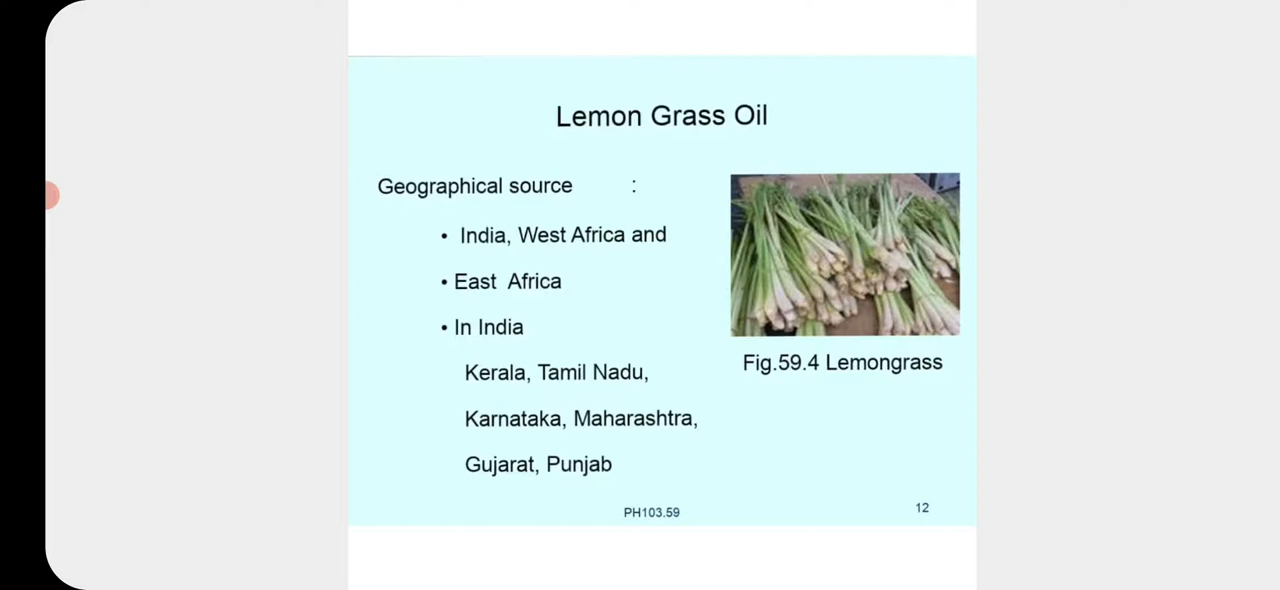 Lemon Grass Oil
Geographical source :
• India, West Africa and
• East Africa
• In India
Kerala, Tamil Nadu,
Karnataka, Maharashtra,
Gujarat, Punjab
Fig.59.4 Lemongrass
PH103.59
12